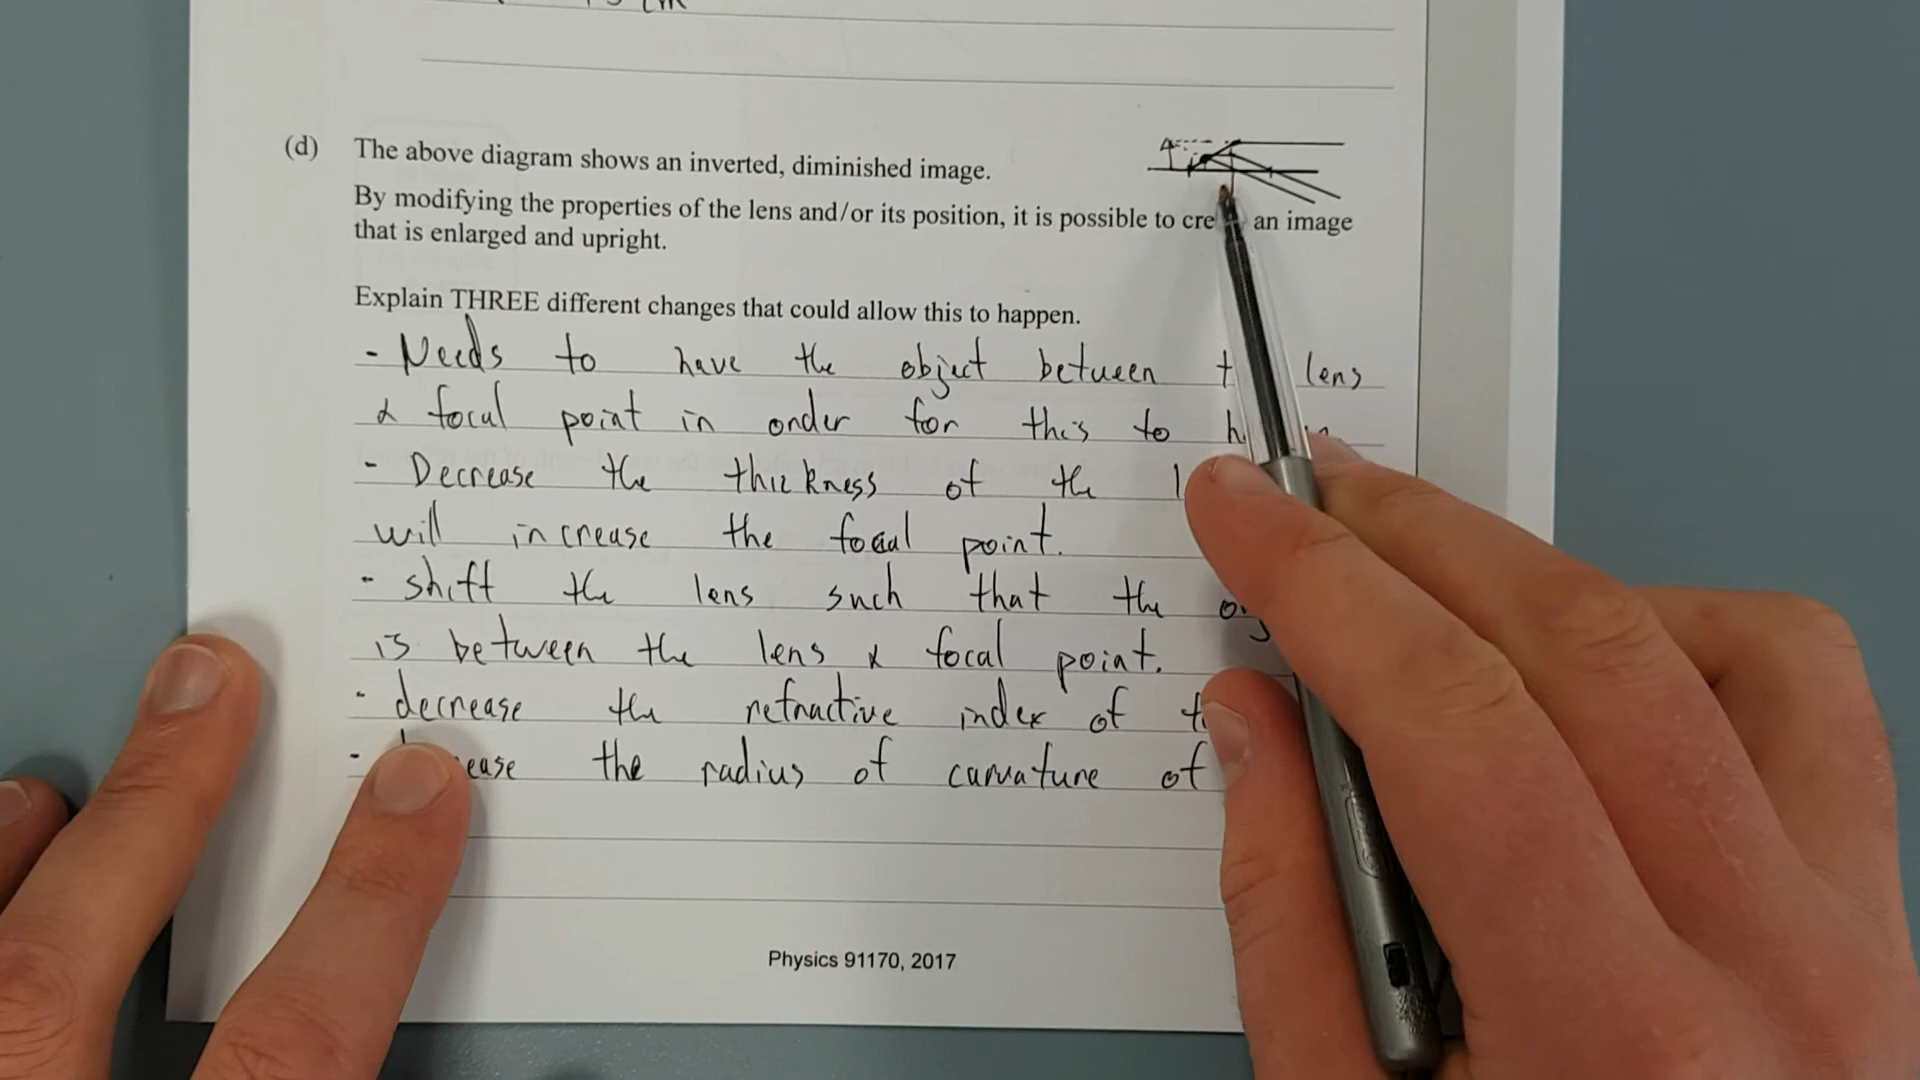 (d) The above diagram shows an inverted, diminished image.
By modifying the properties of the lens and/or its position, it is possible to cre an image
that is enlarged and upright.
Explain THREE different changes that could allow this to happen.
- Needs to have the object between lens
& focal point in order for this to
- Decrease the thickness of the
will increase the focal point.
- shift the lens such that the
is between the lens & focal point.
- decrease the refractive index of
- the radius of curvature of
Physics 91170, 2017